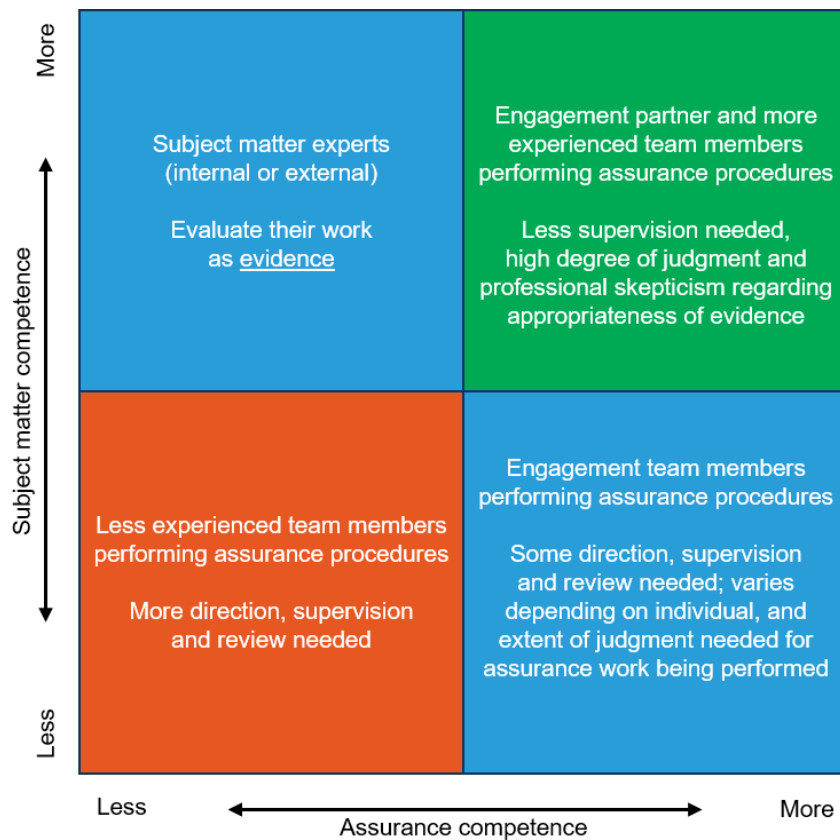 More
Subject matter competence
Less
Subject matter experts
(internal or external)
Evaluate their work
as evidence
Engagement partner and more
experienced team members
performing assurance procedures
Less supervision needed,
high degree of judgment and
professional skepticism regarding
appropriateness of evidence
Less experienced team members
performing assurance procedures
More direction, supervision
and review needed
Engagement team members
performing assurance procedures
Some direction, supervision
and review needed; varies
depending on individual, and
extent of judgment needed for
assurance work being performed
Less
Assurance competence
More